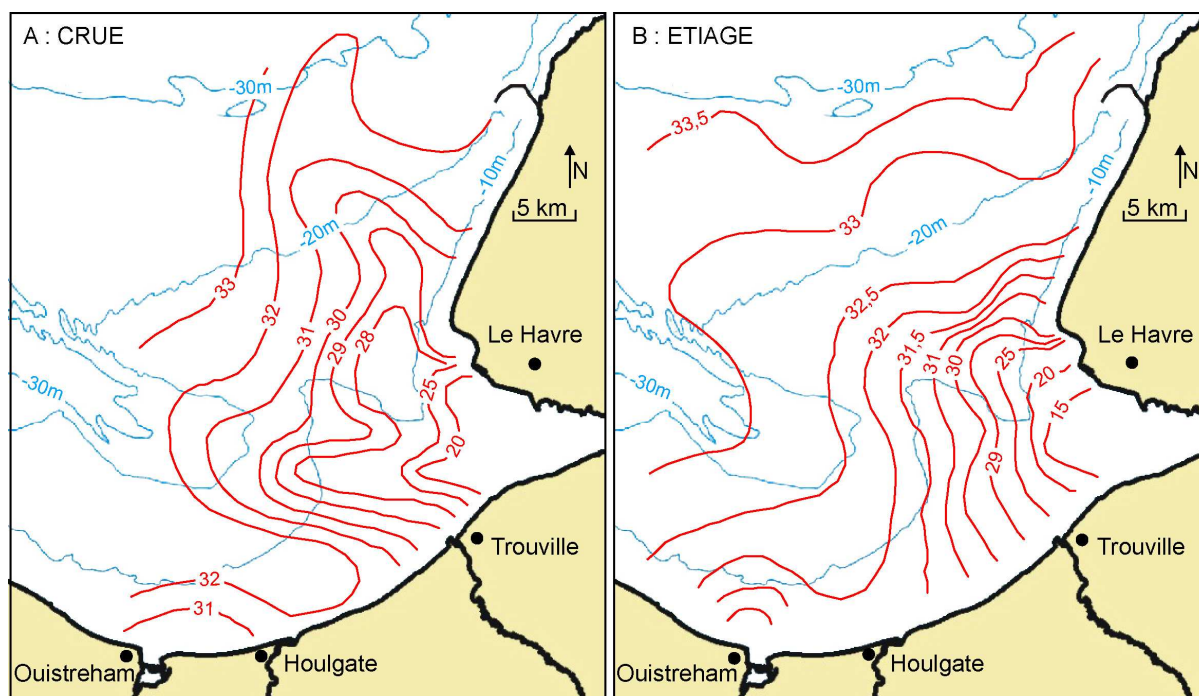 A : CRUE
-30m
-10m
N
5 km
-20m
33
32
31
30
29
28
25
20
Le Havre
-30m
Trouville
32
31
Ouistreham
Houlgate
B : ETIAGE
-30m
33,5
-10m
N
5 km
33
-20m
32,5
32
31,5
31
30
25
20
15
29
Le Havre
-30m
Trouville
Ouistreham
Houlgate